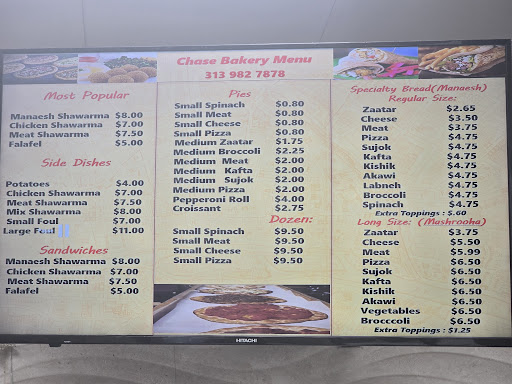 Chase Bakery Menu
313 982 7878
Most Popular
Manaesh Shawarma $8.00
Chicken Shawarma $7.00
Meat Shawarma $7.50
Falafel $5.00
Side Dishes
Potatoes $4.00
Chicken Shawarma $7.00
Meat Shawarma $7.50
Mix Shawarma $8.00
Small Foul $7.00
Large Foul $11.00
Sandwiches
Manaesh Shawarma $8.00
Chicken Shawarma $7.00
Meat Shawarma $7.50
Falafel $5.00
Pies
Small Spinach $0.80
Small Meat $0.80
Small Cheese $0.80
Small Pizza $0.80
Medium Zaatar $1.75
Medium Broccoli $2.25
Medium Meat $2.00
Medium Kafta $2.00
Medium Sujok $2.00
Medium Pizza $2.00
Pepperoni Roll $4.00
Croissant $2.75
Dozen:
Small Spinach $9.50
Small Meat $9.50
Small Cheese $9.50
Small Pizza $9.50
Specialty Bread(Manaesh)
Regular Size:
Zaatar $2.65
Cheese $3.50
Meat $3.75
Pizza $4.75
Sujok $4.75
Kafta $4.75
Kishik $4.75
Akawi $4.75
Labneh $4.75
Broccoli $4.75
Spinach $4.75
Extra Toppings : $.60
Long Size: (Mashrooha)
Zaatar $3.75
Cheese $5.50
Meat $5.99
Pizza $6.50
Sujok $6.50
Kafta $6.50
Kishik $6.50
Akawi $6.50
Vegetables $6.50
Brocccoli $6.50
Extra Toppings : $1.25
HITACHI